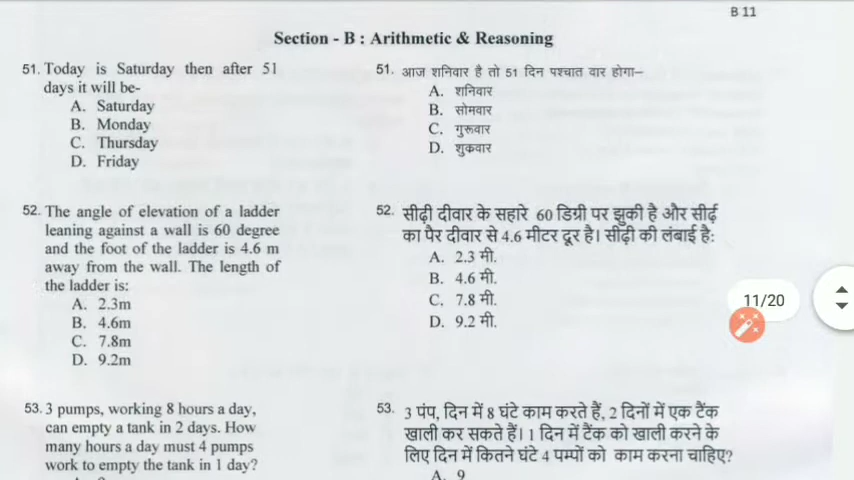 B 11
Section - B : Arithmetic & Reasoning
51. Today is Saturday then after 51
days it will be-
A. Saturday
B. Monday
C. Thursday
D. Friday
52. The angle of elevation of a ladder
leaning against a wall is 60 degree
and the foot of the ladder is 4.6 m
away from the wall. The length of
the ladder is:
A. 2.3m
B. 4.6m
C. 7.8m
D. 9.2m
53. 3 pumps, working 8 hours a day,
can empty a tank in 2 days. How
many hours a day must 4 pumps
work to empty the tank in 1 day?
51. आज शनिवार है तो 51 दिन पश्चात वार होगा–
A. शनिवार
B. सोमवार
C. गुरूवार
D. शुक्रवार
52. सीढ़ी दीवार के सहारे 60 डिग्री पर झुकी है और सीढ़ी
का पैर दीवार से 4.6 मीटर दूर है। सीढ़ी की लंबाई है:
A. 2.3 मी.
B. 4.6 मी.
C. 7.8 मी.
D. 9.2 मी.
53. 3 पंप, दिन में 8 घंटे काम करते हैं, 2 दिनों में एक टैंक
खाली कर सकते हैं। 1 दिन में टैंक को खाली करने के
लिए दिन में कितने घंटे 4 पम्पों को काम करना चाहिए?
A. 9
11/20